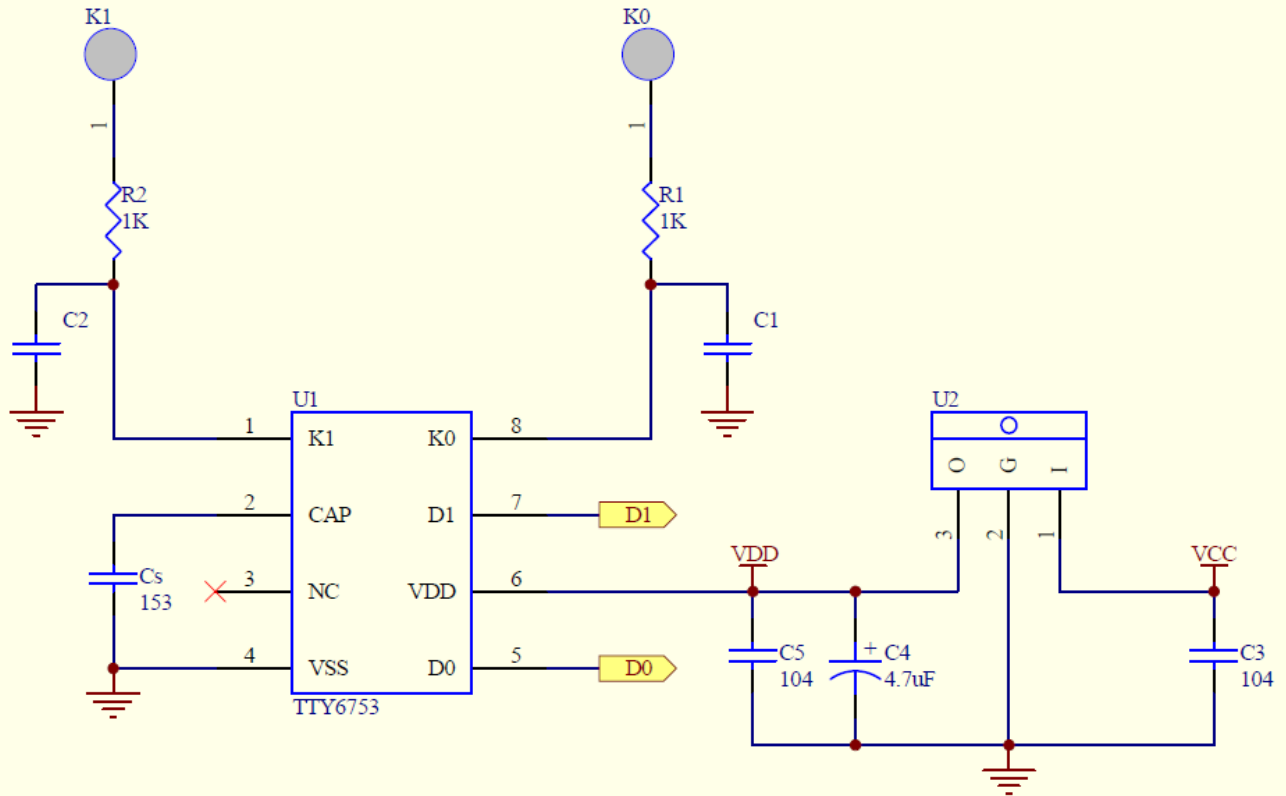 K1
K0
1
1
R2
1K
R1
1K
C2
C1
U1
U2
1
K1
K0
8
O
G
I
2
CAP
D1
7
D1
3
2
1
VDD
VCC
Cs
153
3
NC
VDD
6
C5
104
C4
+
4.7uF
C3
104
4
VSS
D0
5
D0
TTY6753